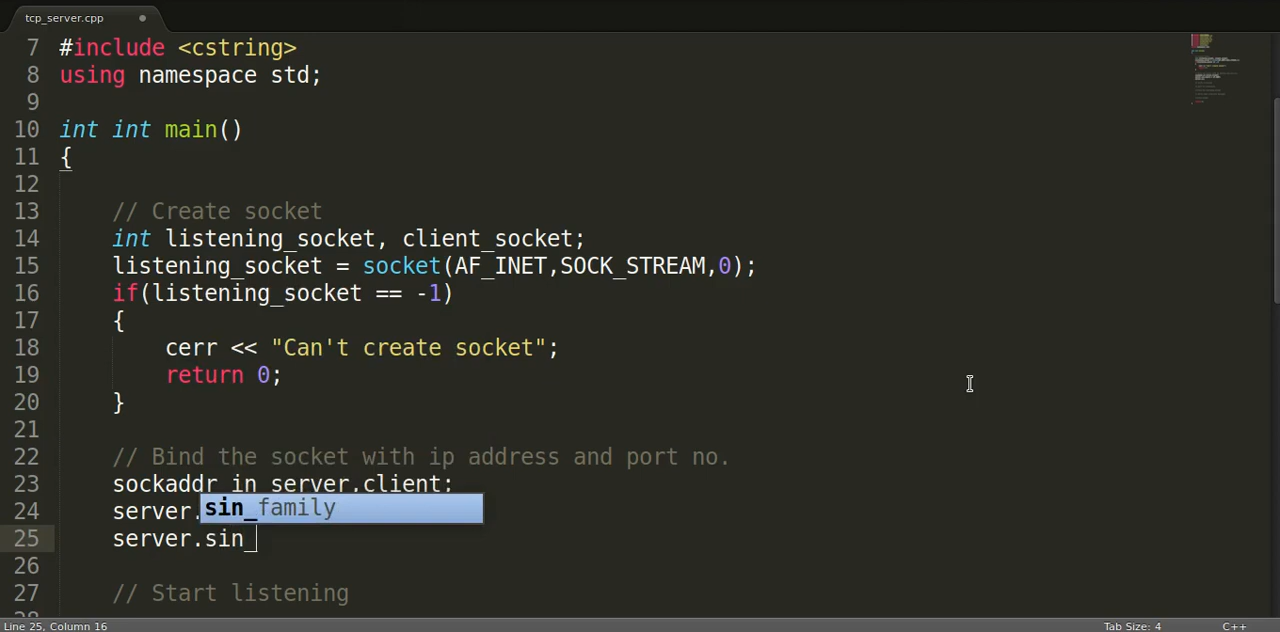 tcp_server.cpp
7 #include <cstring>
8 using namespace std;
9
10 int int main()
11 {
12
13 // Create socket
14 int listening_socket, client_socket;
15 listening_socket = socket(AF_INET,SOCK_STREAM,0);
16 if(listening_socket == -1)
17 {
18 cerr << "Can't create socket";
19 return 0;
20 }
21
22 // Bind the socket with ip address and port no.
23 sockaddr_in server.client;
24 server.
sin_family
25 server.sin_
26
27 // Start listening
Line 25, Column 16
Tab Size: 4
C++